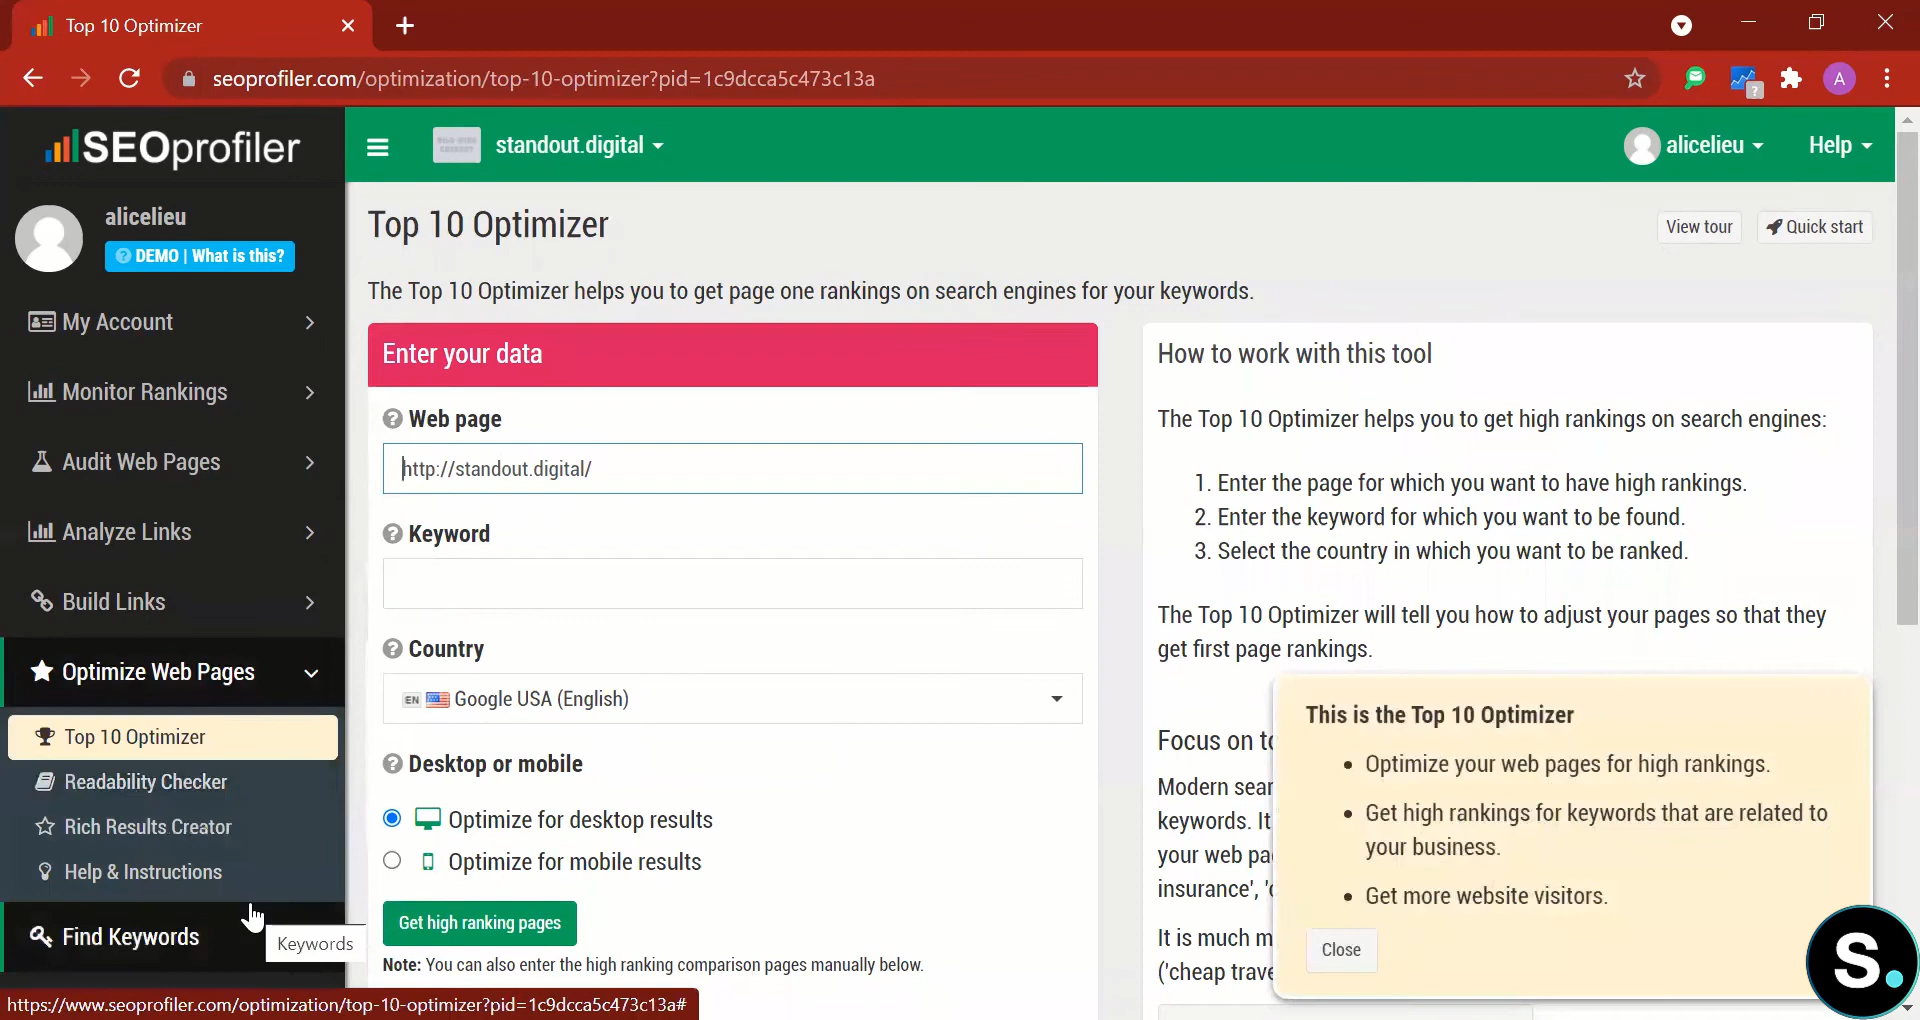 Top 10 Optimizer
seoprofiler.com/optimization/top-10-optimizer?pid=1c9dcca5c473c13a
?
A
SEOprofiler
standout.digital
alicelieu
Help
alicelieu
? DEMO | What is this?
My Account
Monitor Rankings
Audit Web Pages
Analyze Links
Build Links
Optimize Web Pages
Top 10 Optimizer
Readability Checker
Rich Results Creator
Help & Instructions
Find Keywords
Keywords
https://www.seoprofiler.com/optimization/top-10-optimizer?pid=1c9dcca5c473c13a#
Top 10 Optimizer
View tour
Quick start
The Top 10 Optimizer helps you to get page one rankings on search engines for your keywords.
Enter your data
? Web page
http://standout.digital/
? Keyword
? Country
EN Google USA (English)
? Desktop or mobile
Optimize for desktop results
Optimize for mobile results
Get high ranking pages
Note: You can also enter the high ranking comparison pages manually below.
How to work with this tool
The Top 10 Optimizer helps you to get high rankings on search engines:
1. Enter the page for which you want to have high rankings.
2. Enter the keyword for which you want to be found.
3. Select the country in which you want to be ranked.
The Top 10 Optimizer will tell you how to adjust your pages so that they
get first page rankings.
Focus on
Modern
keywords. It
your web
insurance',
It is much
('cheap
This is the Top 10 Optimizer
• Optimize your web pages for high rankings.
• Get high rankings for keywords that are related to
your business.
• Get more website visitors.
Close
S.